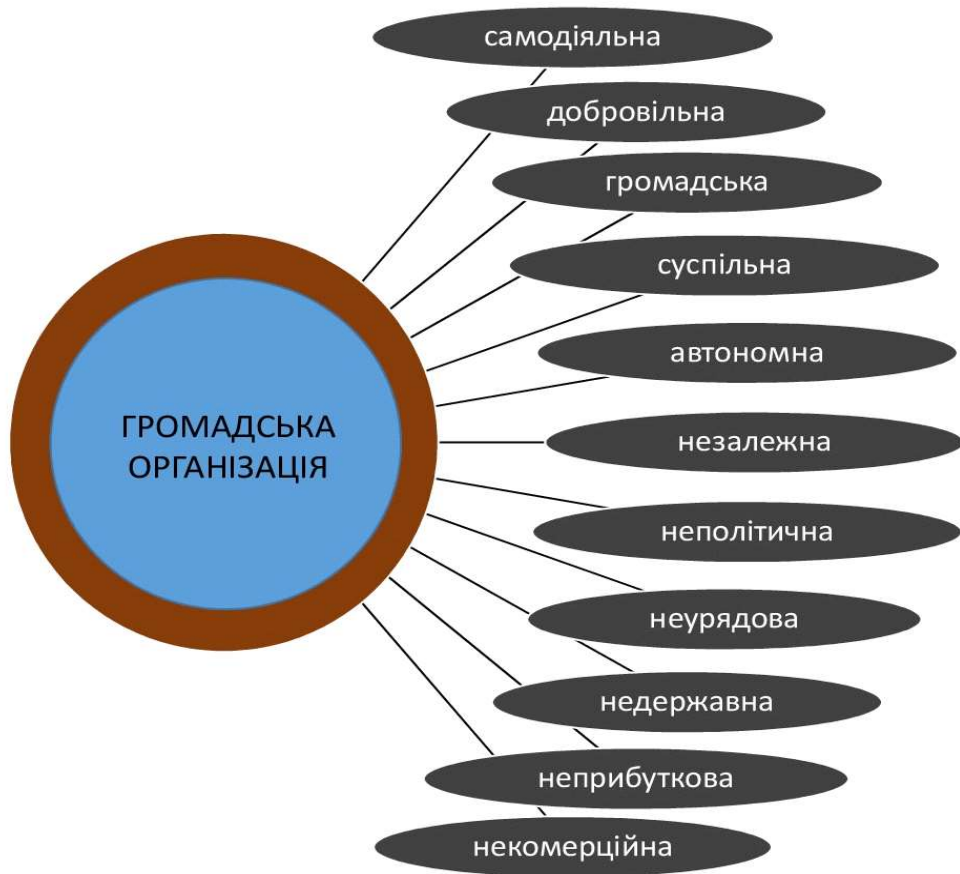 самодіяльна
добровільна
громадська
суспільна
автономна
ГРОМАДСЬКА
ОРГАНІЗАЦІЯ
незалежна
неполітична
неурядова
недержавна
неприбуткова
некомерційна